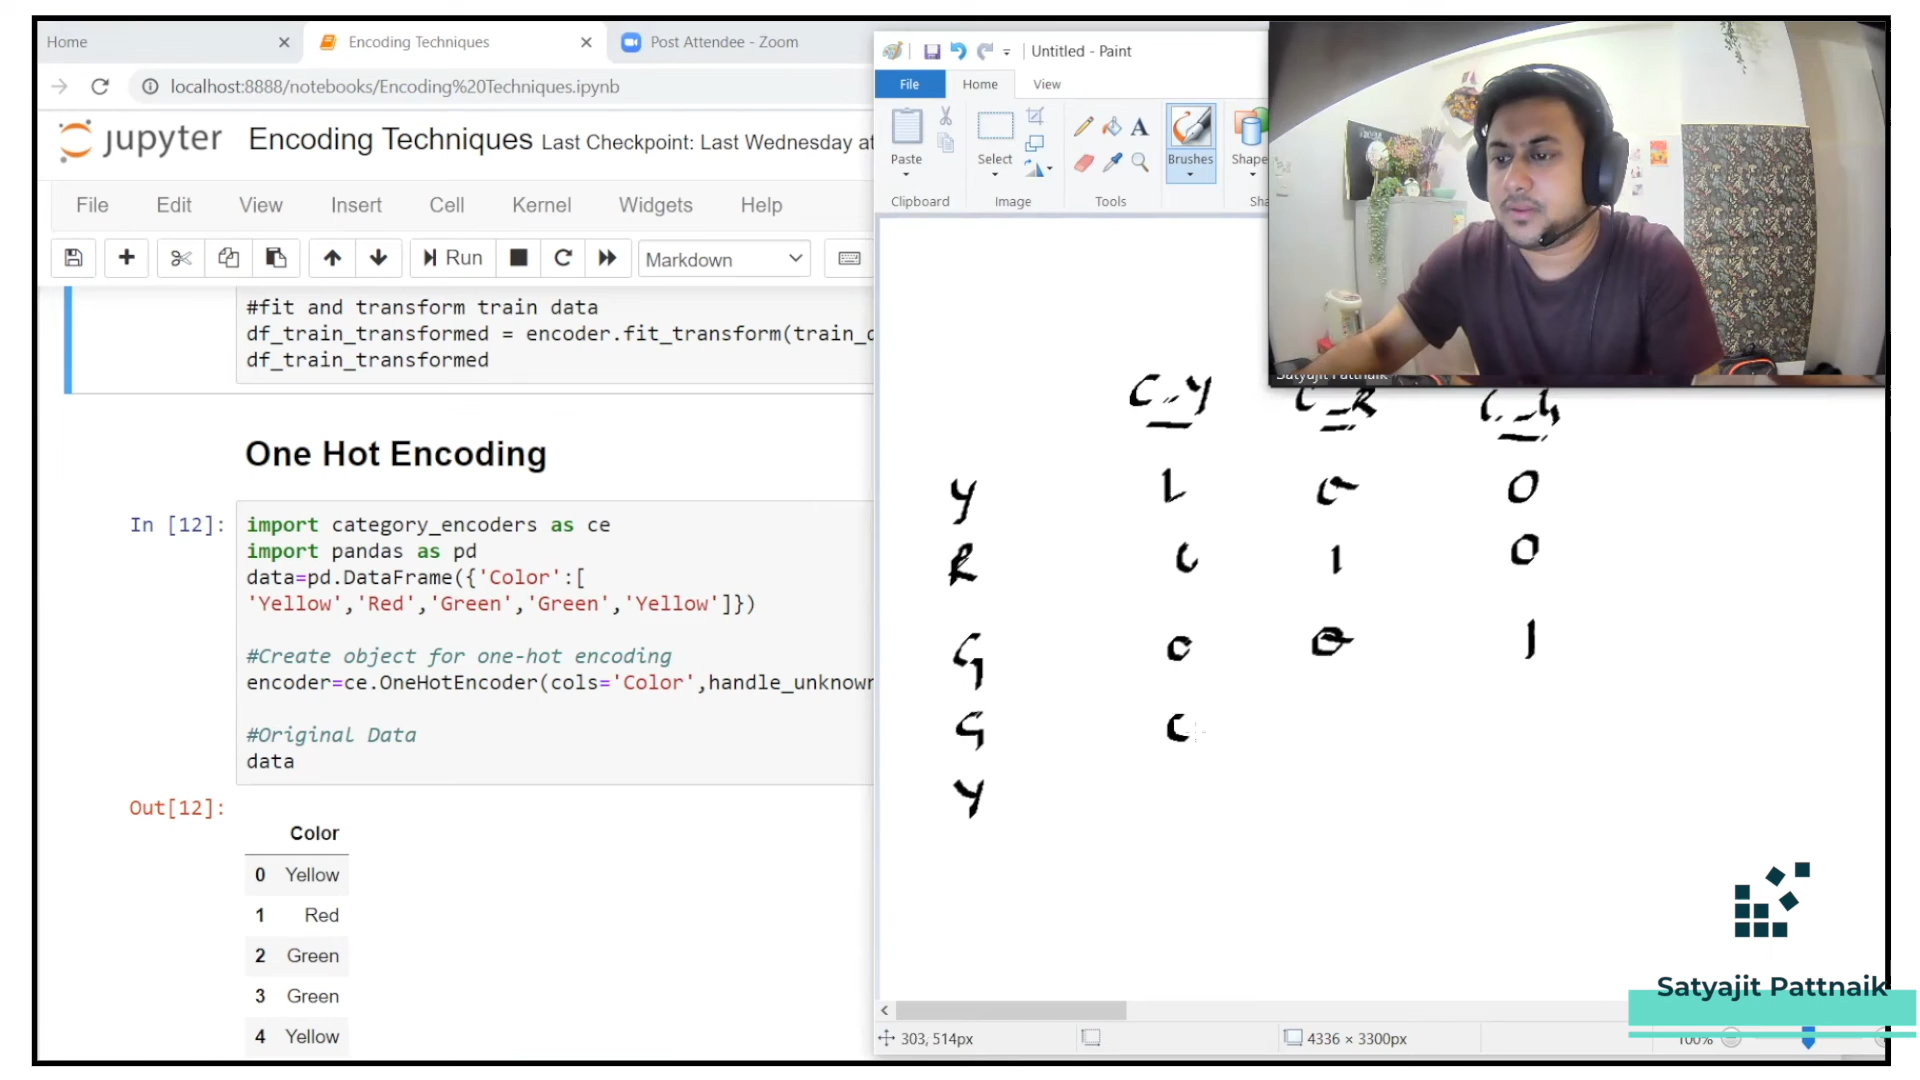 Home
Encoding Techniques
Post Attendee - Zoom
localhost:8888/notebooks/Encoding%20Techniques.ipynb
jupyter Encoding Techniques Last Checkpoint: Last Wednesday at
File Edit View Insert Cell Kernel Widgets Help
Run
Markdown
#fit and transform train data
df_train_transformed = encoder.fit_transform(train_d
df_train_transformed
One Hot Encoding
In [12]:
import category_encoders as ce
import pandas as pd
data=pd.DataFrame({'Color':[
'Yellow','Red','Green','Green','Yellow']})
#Create object for one-hot encoding
encoder=ce.OneHotEncoder(cols='Color',handle_unknown
#Original Data
data
Out[12]:
Color
0 Yellow
1 Red
2 Green
3 Green
4 Yellow
Untitled - Paint
File Home View
Paste
Select
Brushes
Shape
Clipboard
Image
Tools
Sha
Satyajit Pattnaik
C_Y C_R C_G
Y 1 0 0
R 0 1 0
G 0 0 1
G 0
Y
303, 514px
4336 × 3300px
100%
Satyajit Pattnaik